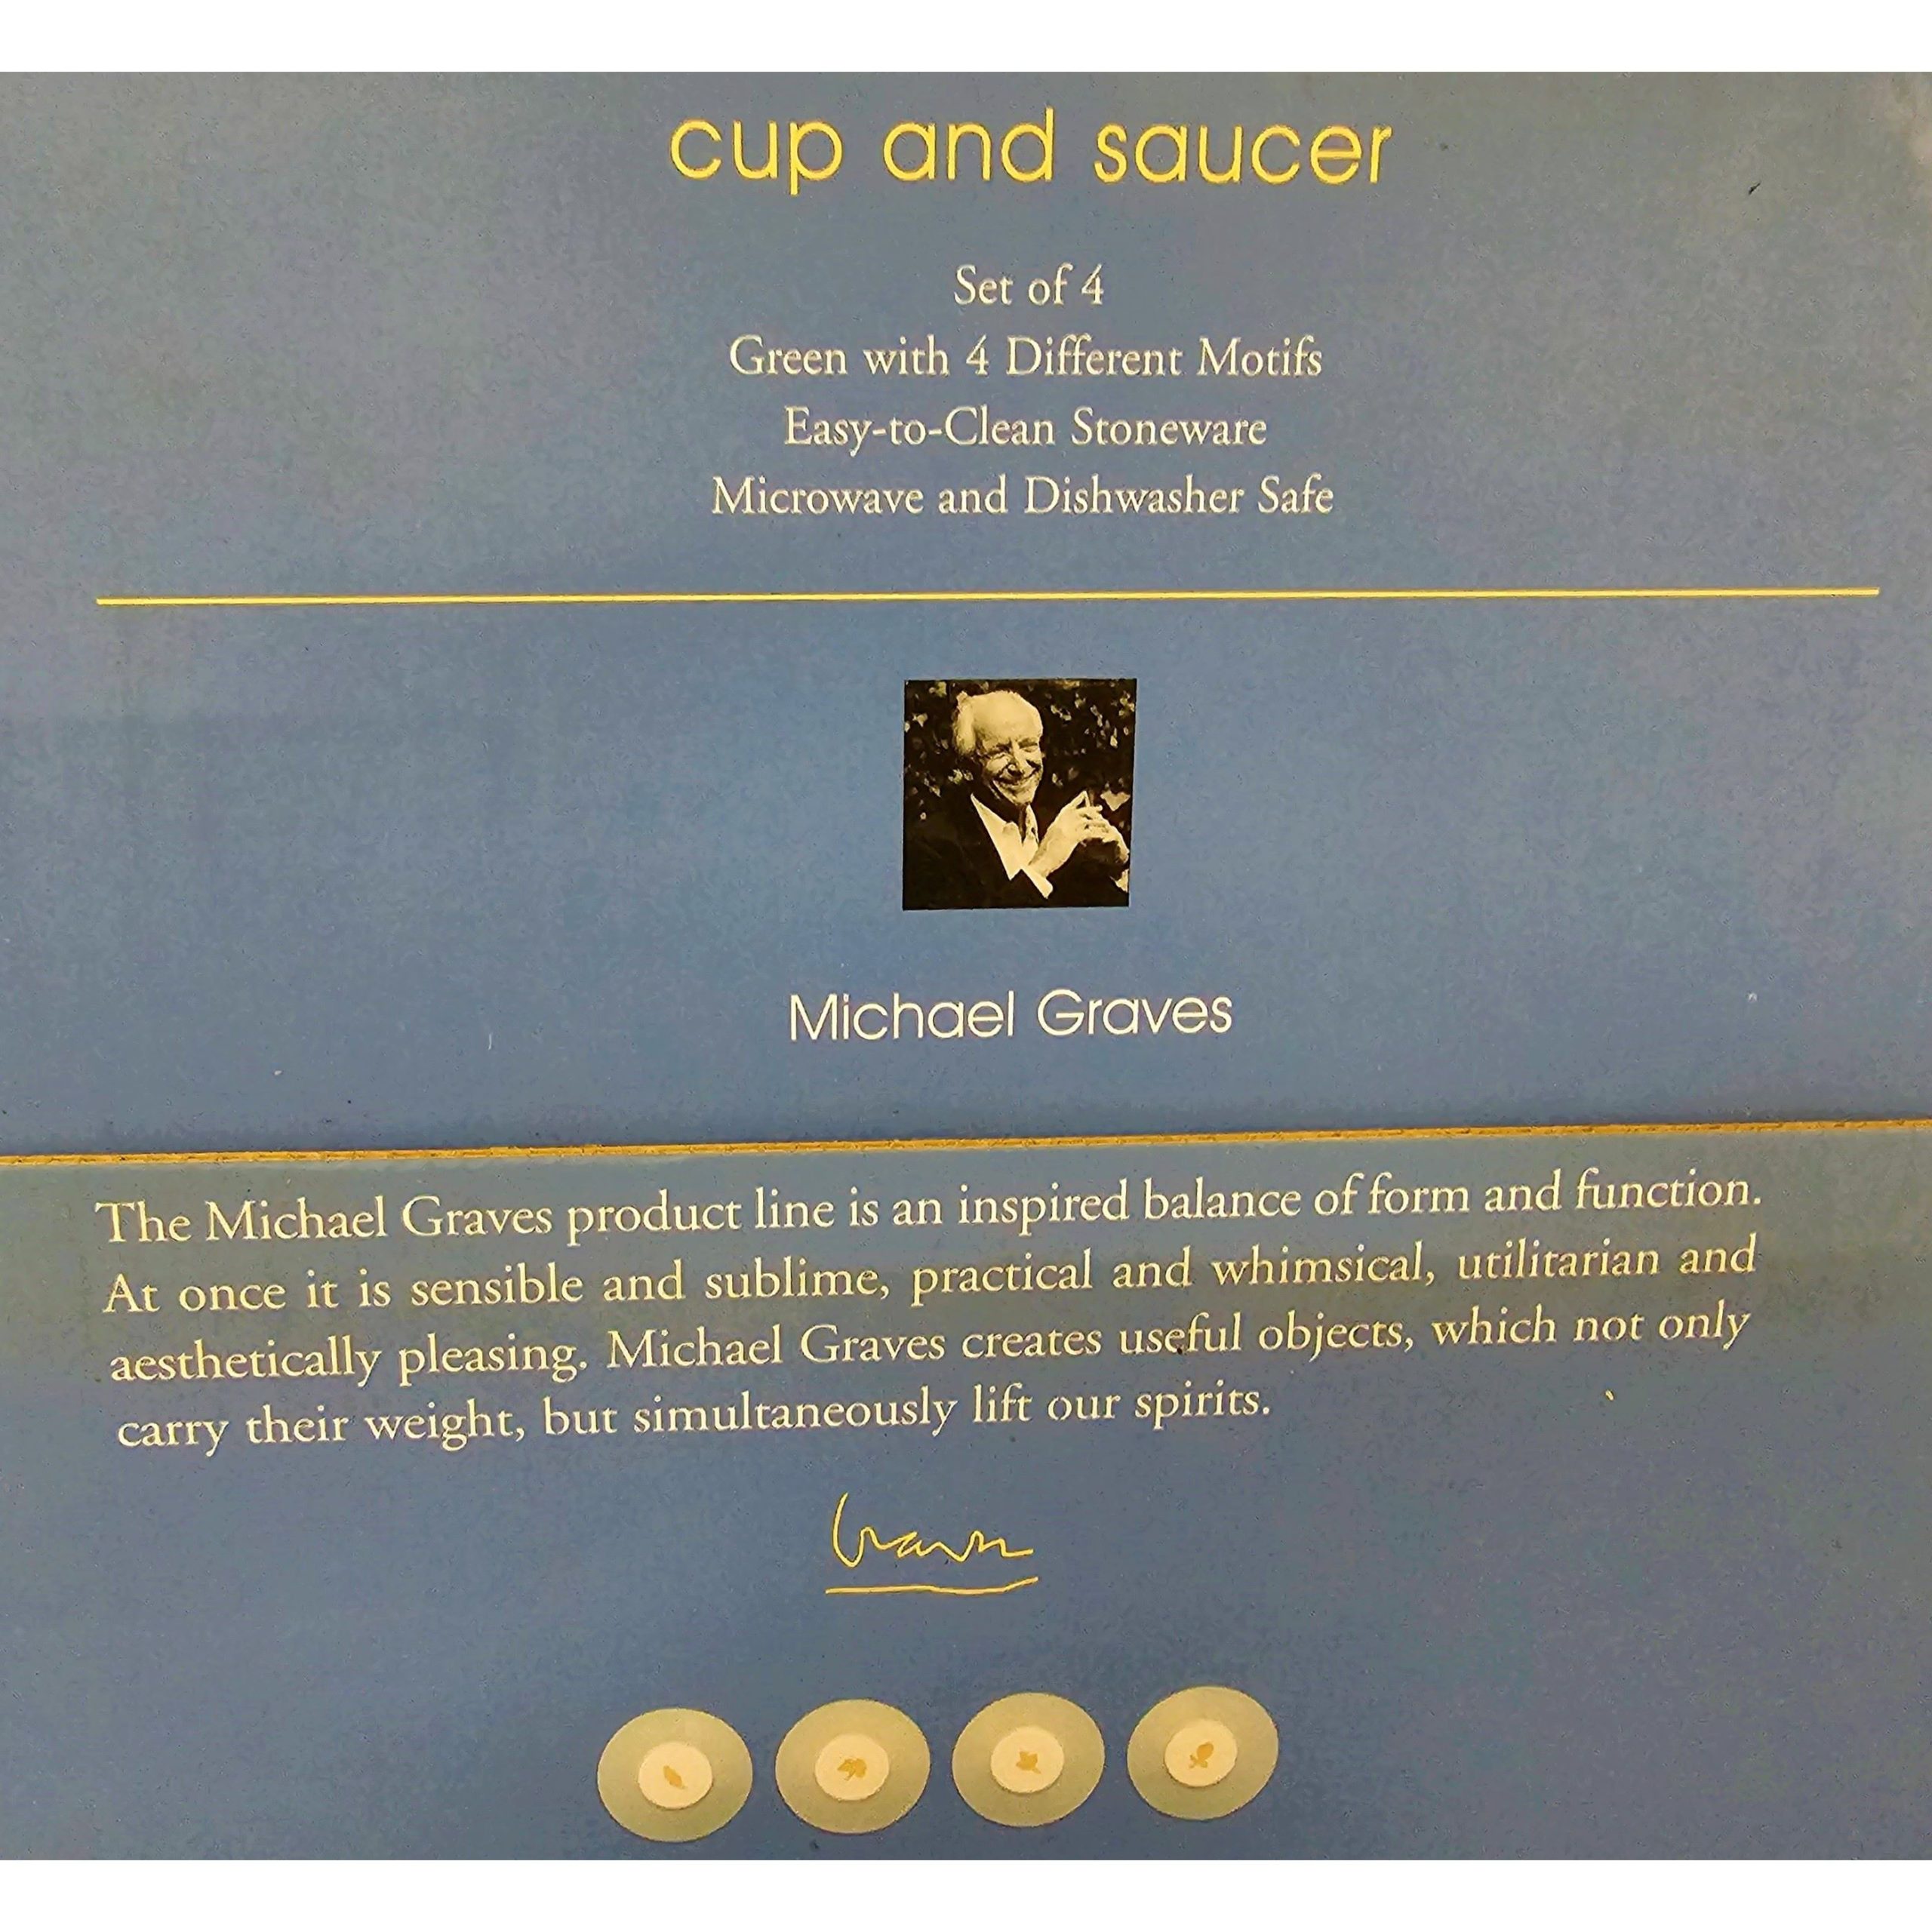 cup and saucer
Set of 4
Green with 4 Different Motifs
Easy-to-Clean Stoneware
Microwave and Dishwasher Safe
Michael Graves
The Michael Graves product line is an inspired balance of form and function.
At once it is sensible and sublime, practical and whimsical, utilitarian and
aesthetically pleasing. Michael Graves creates useful objects, which not only
carry their weight, but simultaneously lift our spirits.
Graves